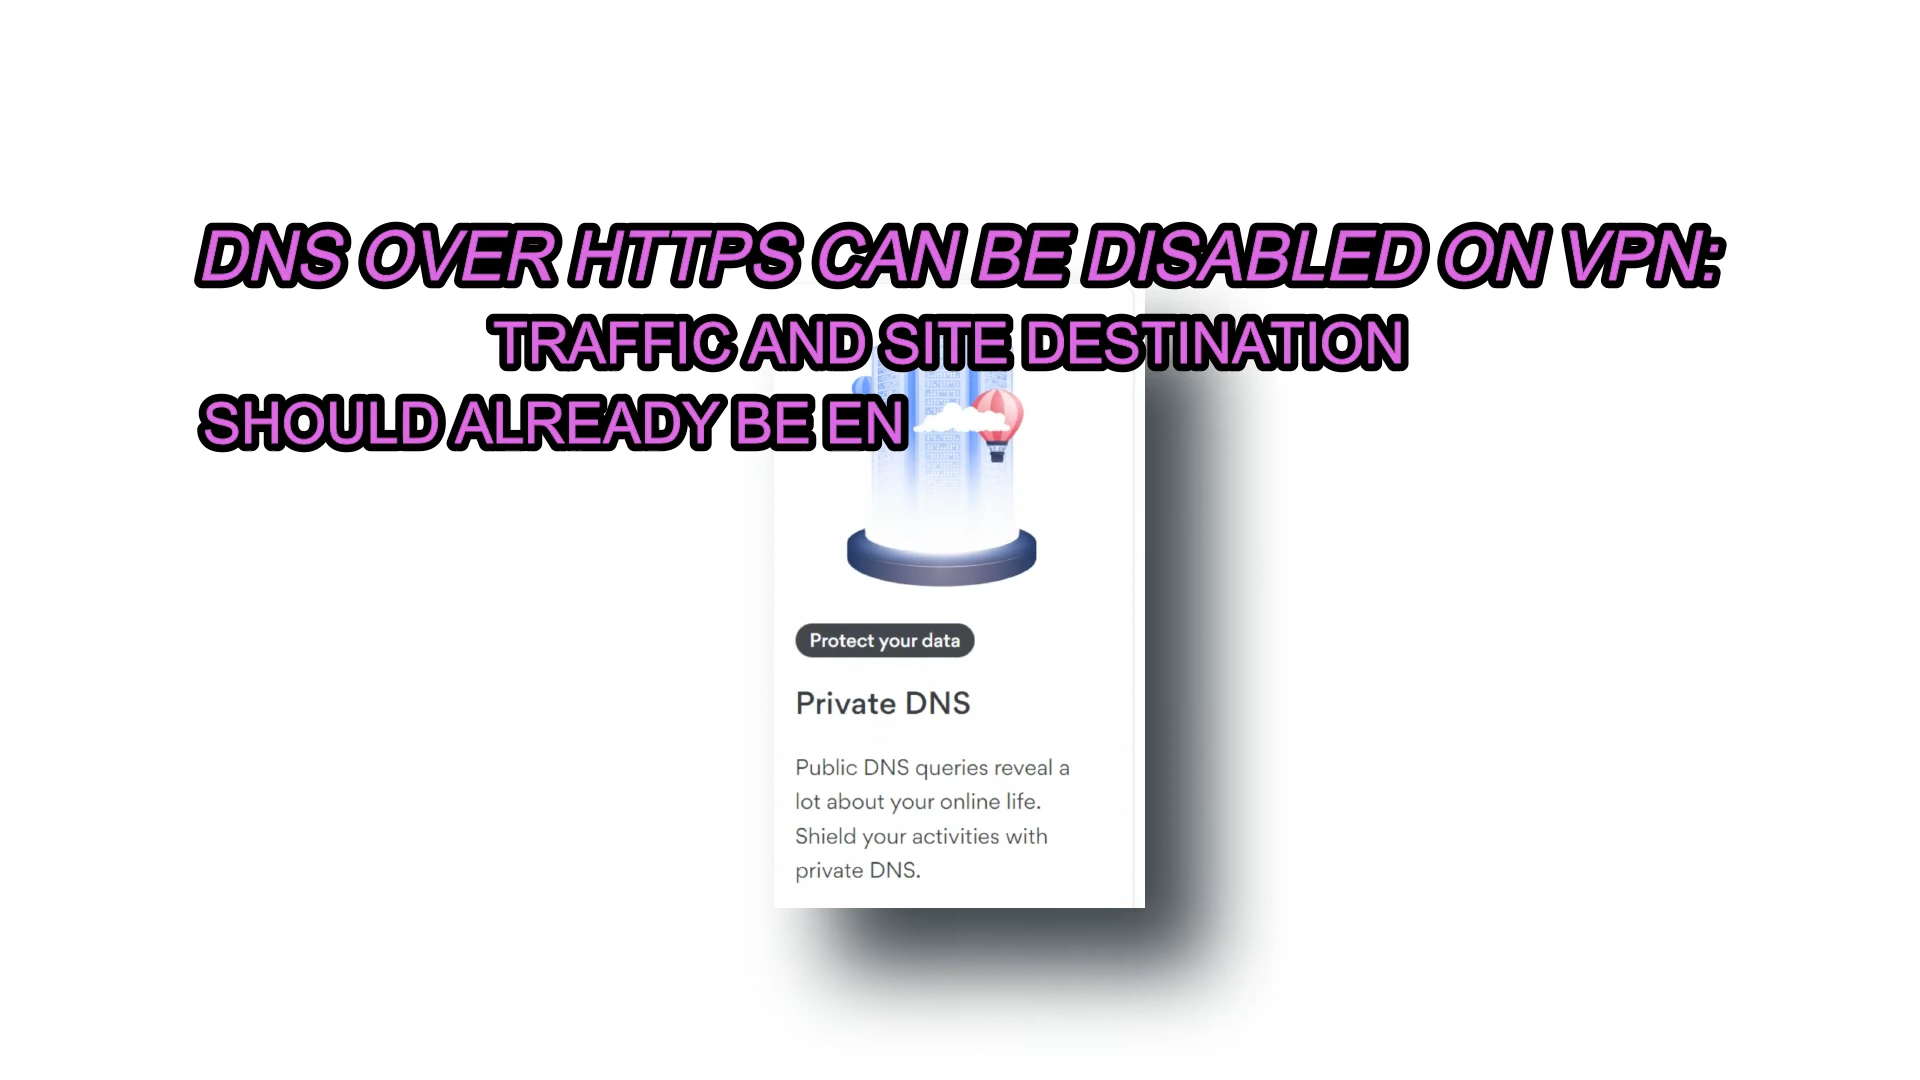 DNS OVER HTTPS CAN BE DISABLED ON VPN:
TRAFFIC AND SITE DESTINATION
SHOULD ALREADY BE EN
Protect your data
Private DNS
Public DNS queries reveal a
lot about your online life.
Shield your activities with
private DNS.